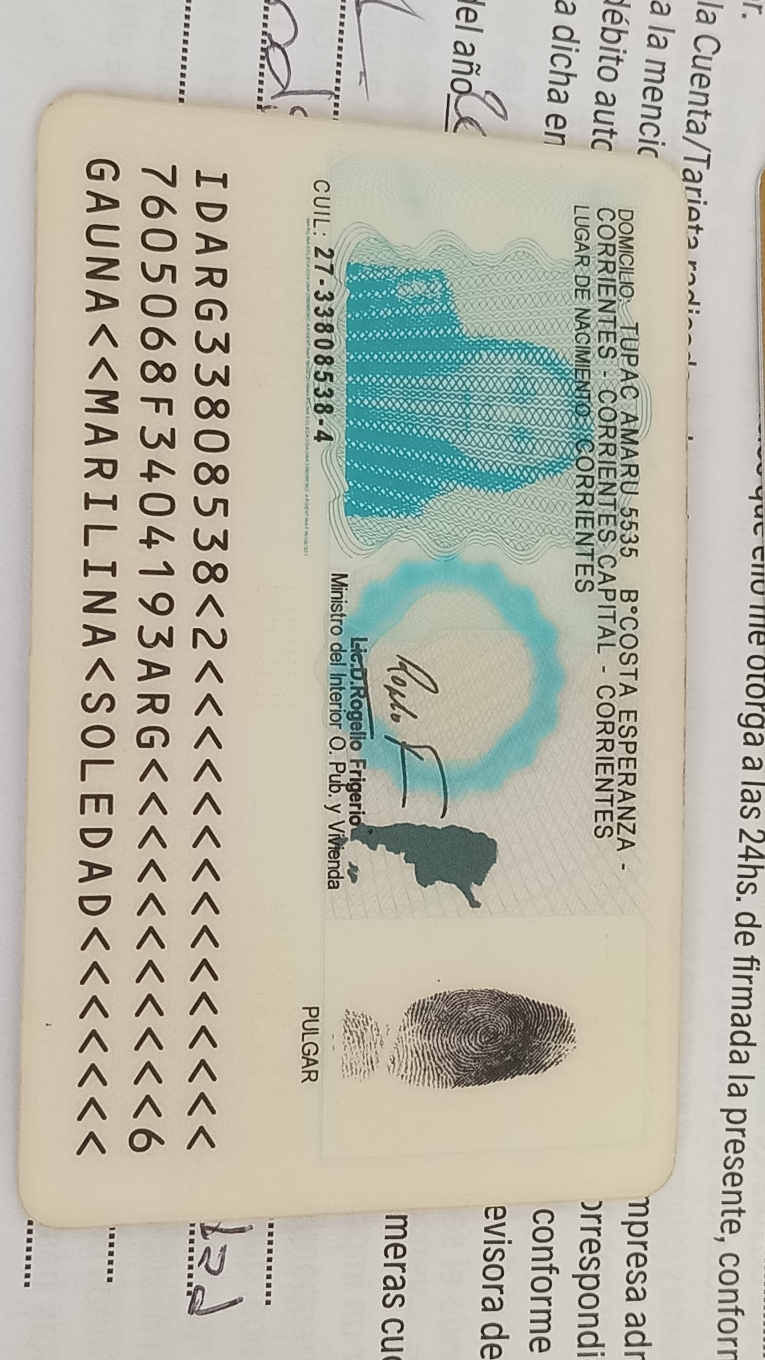 DOMICILIO: TUPAC AMARU 5535 B°COSTA ESPERANZA -
CORRIENTES - CORRIENTES CAPITAL - CORRIENTES
LUGAR DE NACIMIENTO: CORRIENTES
Lic.D.Rogelio Frigerio
Ministro del Interior O. Pub. y Vivienda
CUIL: 27-33808538-4
PULGAR
IDARG33808538<2<<<<<<<<<<<<<<<
7605068F3404193ARG<<<<<<<<<<<6
GAUNA<<MARILINA<SOLEDAD<<<<<<<
que ello me otorga a las 24hs. de firmada la presente, conform
la Cuenta/Tarjeta
a la menci
débito auto
a dicha en
del año
mpresa adr
orrespondi
conforme
evisora de
meras cu